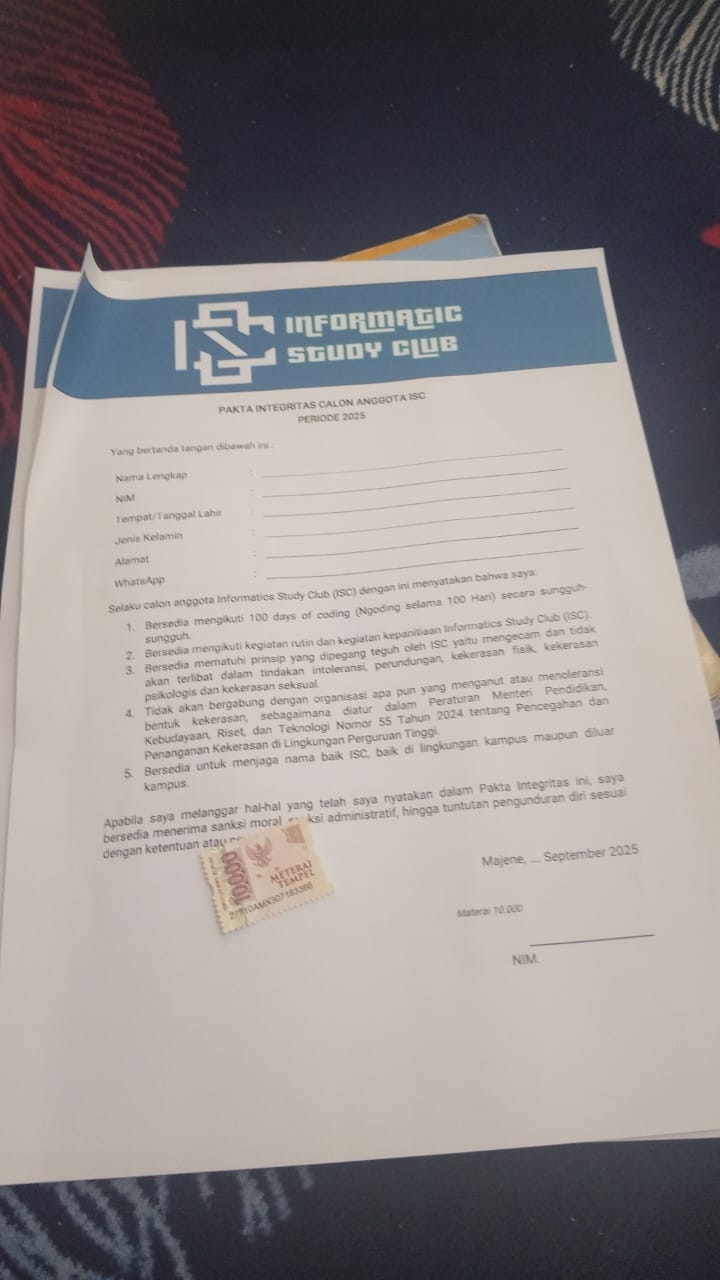 INFORMATIC
STUDY CLUB
PAKTA INTEGRITAS CALON ANGGOTA ISC
PERIODE 2025
Yang bertanda tangan dibawah ini :
Nama Lengkap :
NIM :
Tempat/Tanggal Lahir :
Jenis Kelamin :
Alamat :
WhatsApp :
Selaku calon anggota Informatics Study Club (ISC) dengan ini menyatakan bahwa saya:
1. Bersedia mengikuti 100 days of coding (Ngoding selama 100 Hari) secara sungguh-
sungguh.
2. Bersedia mengikuti kegiatan rutin dan kegiatan kepanitiaan Informatics Study Club (ISC).
3. Bersedia mematuhi prinsip yang dipegang teguh oleh ISC yaitu mengecam dan tidak
akan terlibat dalam tindakan intoleransi, perundungan, kekerasan fisik, kekerasan
psikologis dan kekerasan seksual.
4. Tidak akan bergabung dengan organisasi apa pun yang menganut atau menoleransi
bentuk kekerasan, sebagaimana diatur dalam Peraturan Menteri Pendidikan,
Kebudayaan, Riset, dan Teknologi Nomor 55 Tahun 2024 tentang Pencegahan dan
Penanganan Kekerasan di Lingkungan Perguruan Tinggi.
5. Bersedia untuk menjaga nama baik ISC, baik di lingkungan kampus maupun diluar
kampus.
Apabila saya melanggar hal-hal yang telah saya nyatakan dalam Pakta Integritas ini, saya
bersedia menerima sanksi moral, administratif, hingga tuntutan pengunduran diri sesuai
dengan ketentuan atau
10000
METERAI
TEMPEL
Majene, .... September 2025
Materai 10.000
NIM.